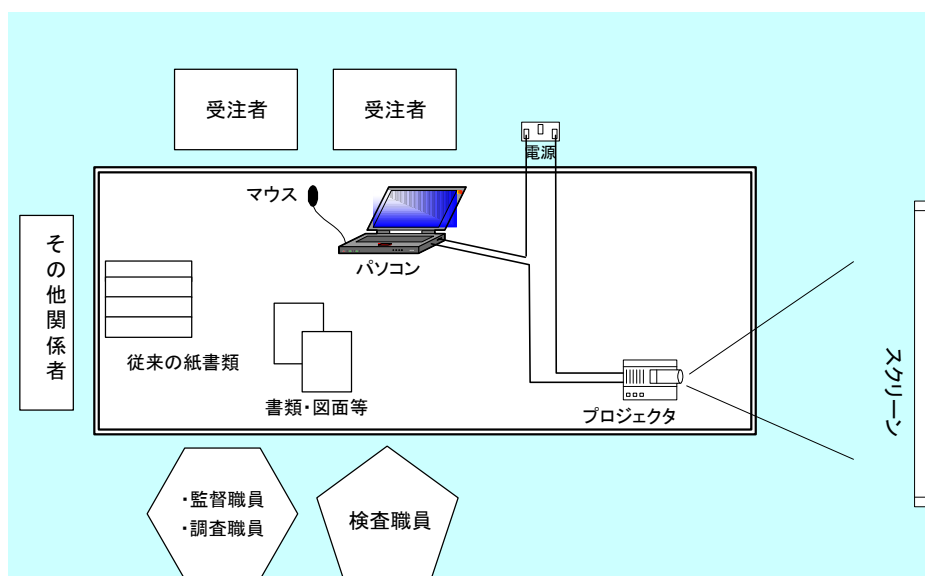 受注者
受注者
電源
マウス
パソコン
その他関係者
従来の紙書類
書類・図面等
プロジェクタ
スクリーン
・監督職員
・調査職員
検査職員